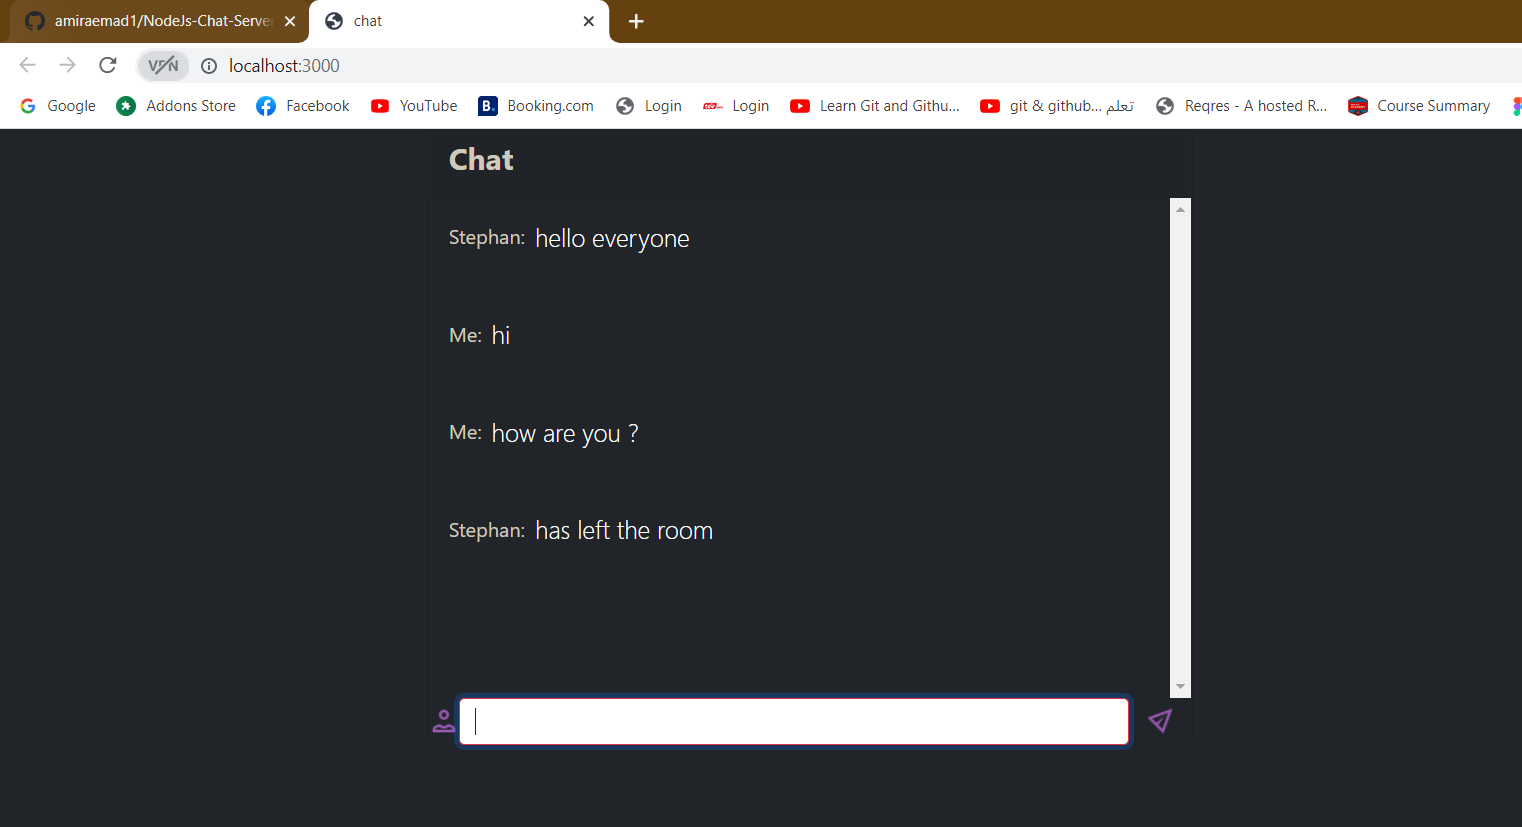 amiraemad1/NodeJs-Chat-Serve
chat
VPN
localhost:3000
Google
Addons Store
Facebook
YouTube
B.
Booking.com
Login
Login
Learn Git and Githu...
git & github... تعلم
Reqres - A hosted R...
Course Summary
Chat
Stephan: hello everyone
Me: hi
Me: how are you ?
Stephan: has left the room